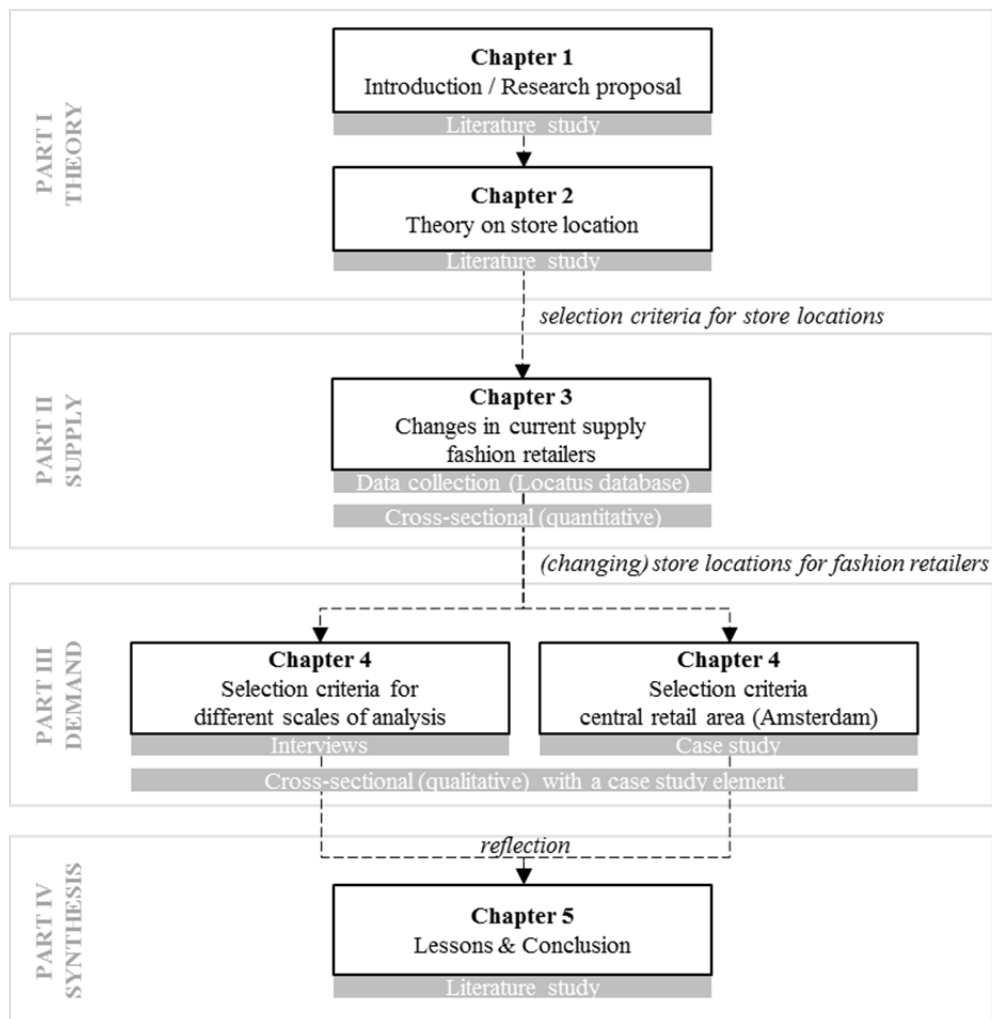 PART I
THEORY
Chapter 1
Introduction / Research proposal
Literature study
Chapter 2
Theory on store location
Literature study
selection criteria for store locations
PART II
SUPPLY
Chapter 3
Changes in current supply
fashion retailers
Data collection (Locatus database)
Cross-sectional (quantitative)
(changing) store locations for fashion retailers
PART III
DEMAND
Chapter 4
Selection criteria for
different scales of analysis
Interviews
Chapter 4
Selection criteria
central retail area (Amsterdam)
Case study
Cross-sectional (qualitative) with a case study element
reflection
PART IV
SYNTHESIS
Chapter 5
Lessons & Conclusion
Literature study